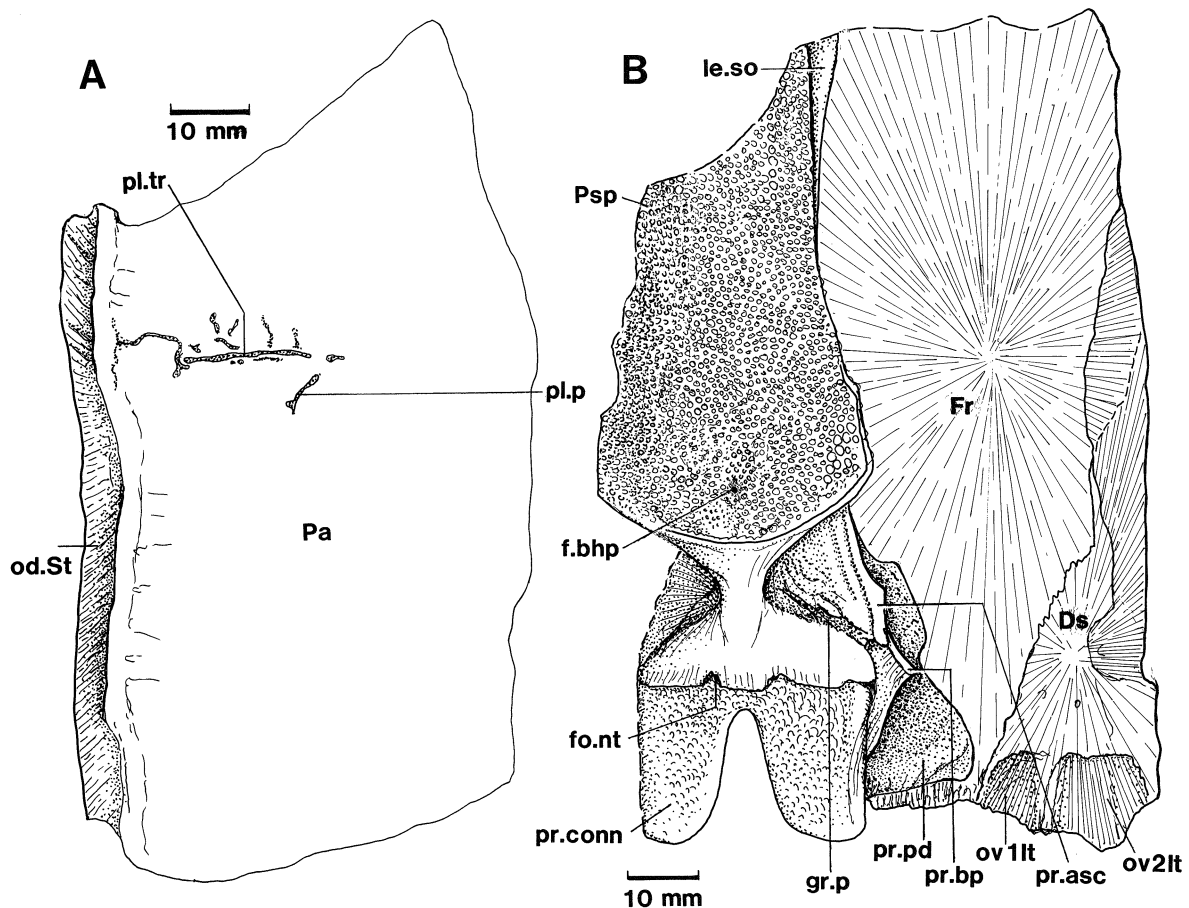 A
10 mm
pl.tr
pl.p
Pa
od.St
B
le.so
Psp
Fr
f.bhp
Ds
fo.nt
pr.conn
pr.pd
ov1lt
gr.p
pr.bp
pr.asc
ov2lt
10 mm